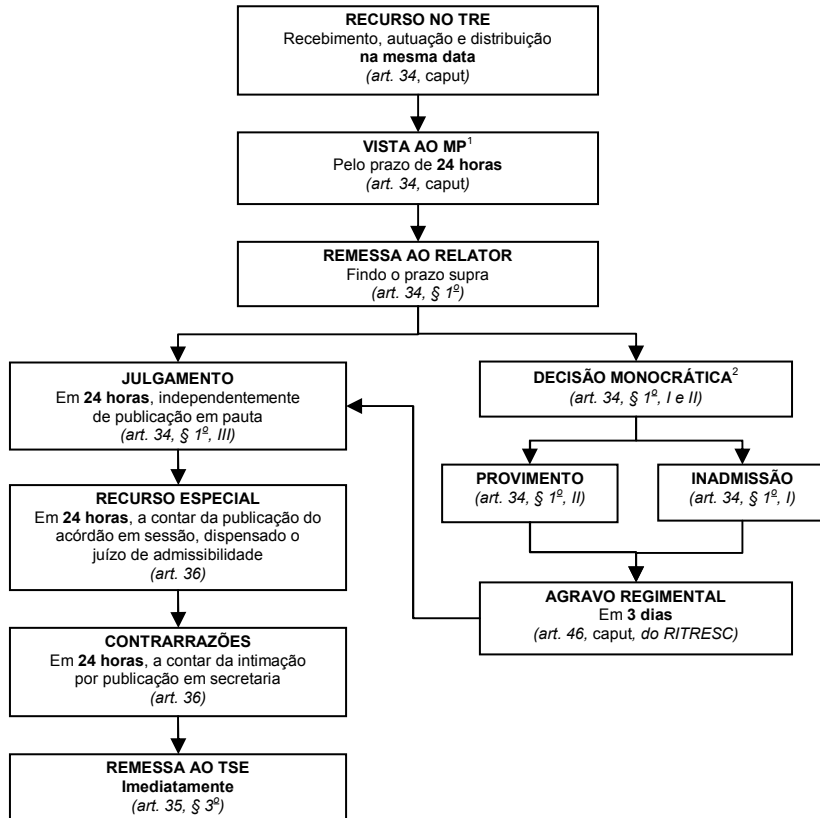 RECURSO NO TRE
Recebimento, autuação e distribuição
na mesma data
(art. 34, caput)
VISTA AO MP¹
Pelo prazo de 24 horas
(art. 34, caput)
REMESSA AO RELATOR
Findo o prazo supra
(art. 34, § 1º)
JULGAMENTO
Em 24 horas, independentemente
de publicação em pauta
(art. 34, § 1º, III)
DECISÃO MONOCRÁTICA²
(art. 34, § 1º, I e II)
PROVIMENTO
(art. 34, § 1º, II)
INADMISSÃO
(art. 34, § 1º, I)
RECURSO ESPECIAL
Em 24 horas, a contar da publicação do
acórdão em sessão, dispensado o
juízo de admissibilidade
(art. 36)
AGRAVO REGIMENTAL
Em 3 dias
(art. 46, caput, do RITRESC)
CONTRARRAZÕES
Em 24 horas, a contar da intimação
por publicação em secretaria
(art. 36)
REMESSA AO TSE
Imediatamente
(art. 35, § 3º)